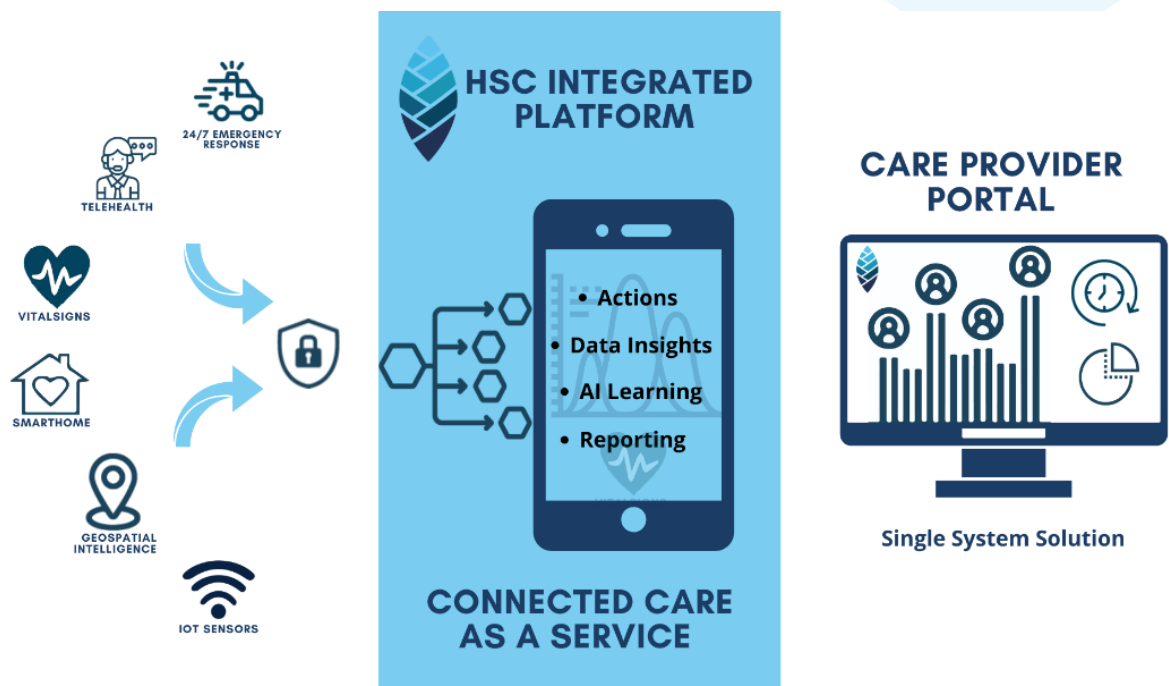 24/7 EMERGENCY
RESPONSE
TELEHEALTH
VITALSIGNS
SMARTHOME
GEOSPATIAL
INTELLIGENCE
IOT SENSORS
HSC INTEGRATED
PLATFORM
• Actions
• Data Insights
• AI Learning
• Reporting
VITALSIGNS
CONNECTED CARE
AS A SERVICE
CARE PROVIDER
PORTAL
Single System Solution